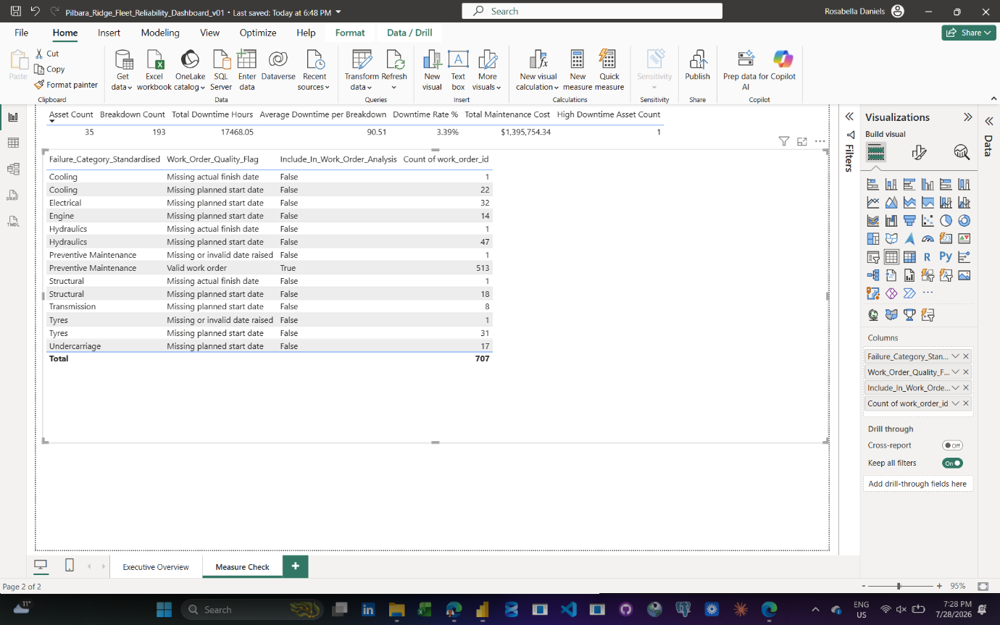 Pilbara_Ridge_Fleet_Reliability_Dashboard_v01 • Last saved: Today at 6:48 PM
Search
Rosabella Daniels
File Home Insert Modeling View Optimize Help Format Data / Drill
Share
Paste
Cut
Copy
Format painter
Clipboard
Get data
Excel workbook
OneLake catalog
SQL Server
Enter data
Dataverse
Recent sources
Data
Transform data
Refresh
Queries
New visual
Text box
More visuals
Insert
New visual calculation
New measure
Quick measure
Calculations
Sensitivity
Sensitivity
Publish
Share
Prep data for AI
Copilot
Copilot
Asset Count Breakdown Count Total Downtime Hours Average Downtime per Breakdown Downtime Rate % Total Maintenance Cost High Downtime Asset Count
35 193 17468.05 90.51 3.39% $1,395,754.34 1
Failure_Category_Standardised Work_Order_Quality_Flag Include_In_Work_Order_Analysis Count of work_order_id
Cooling Missing actual finish date False 1
Cooling Missing planned start date False 22
Electrical Missing planned start date False 32
Engine Missing planned start date False 14
Hydraulics Missing actual finish date False 1
Hydraulics Missing planned start date False 47
Preventive Maintenance Missing or invalid date raised False 1
Preventive Maintenance Valid work order True 513
Structural Missing actual finish date False 1
Structural Missing planned start date False 18
Transmission Missing planned start date False 8
Tyres Missing or invalid date raised False 1
Tyres Missing planned start date False 31
Undercarriage Missing planned start date False 17
Total 707
Filters
Visualizations
Build visual
Data
DAX
TMDL
R
Py
123
Columns
Failure_Category_Stan...
Work_Order_Quality_F...
Include_In_Work_Orde...
Count of work_order_id
Drill through
Cross-report Off
Keep all filters On
Add drill-through fields here
Executive Overview
Measure Check
Page 2 of 2
- + 95%
11°
Search
ENG
US
7:28 PM
7/28/2026